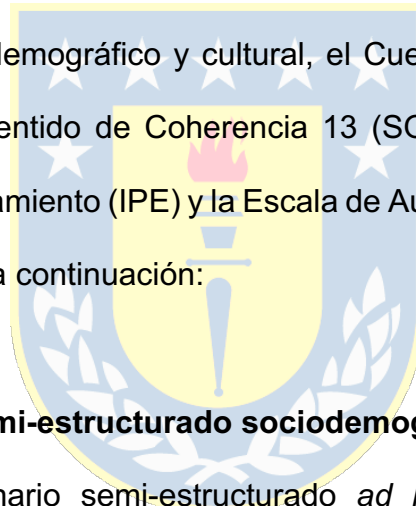 demográfico y cultural, el Cue
entido de Coherencia 13 (SO
amiento (IPE) y la Escala de Au
a continuación:
mi-estructurado sociodemog
nario semi-estructurado ad